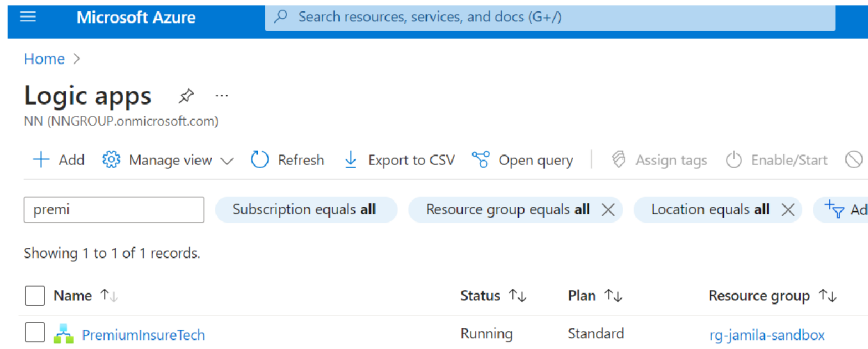 Microsoft Azure Search resources, services, and docs (G+/)
Home >
Logic apps ...
NN (NNGROUP.onmicrosoft.com)
+ Add Manage view Refresh Export to CSV Open query Assign tags Enable/Start
premi Subscription equals all Resource group equals all Location equals all Ad
Showing 1 to 1 of 1 records.
Name ↑↓ Status ↑↓ Plan ↑↓ Resource group ↑↓
PremiumInsureTech Running Standard rg-jamila-sandbox